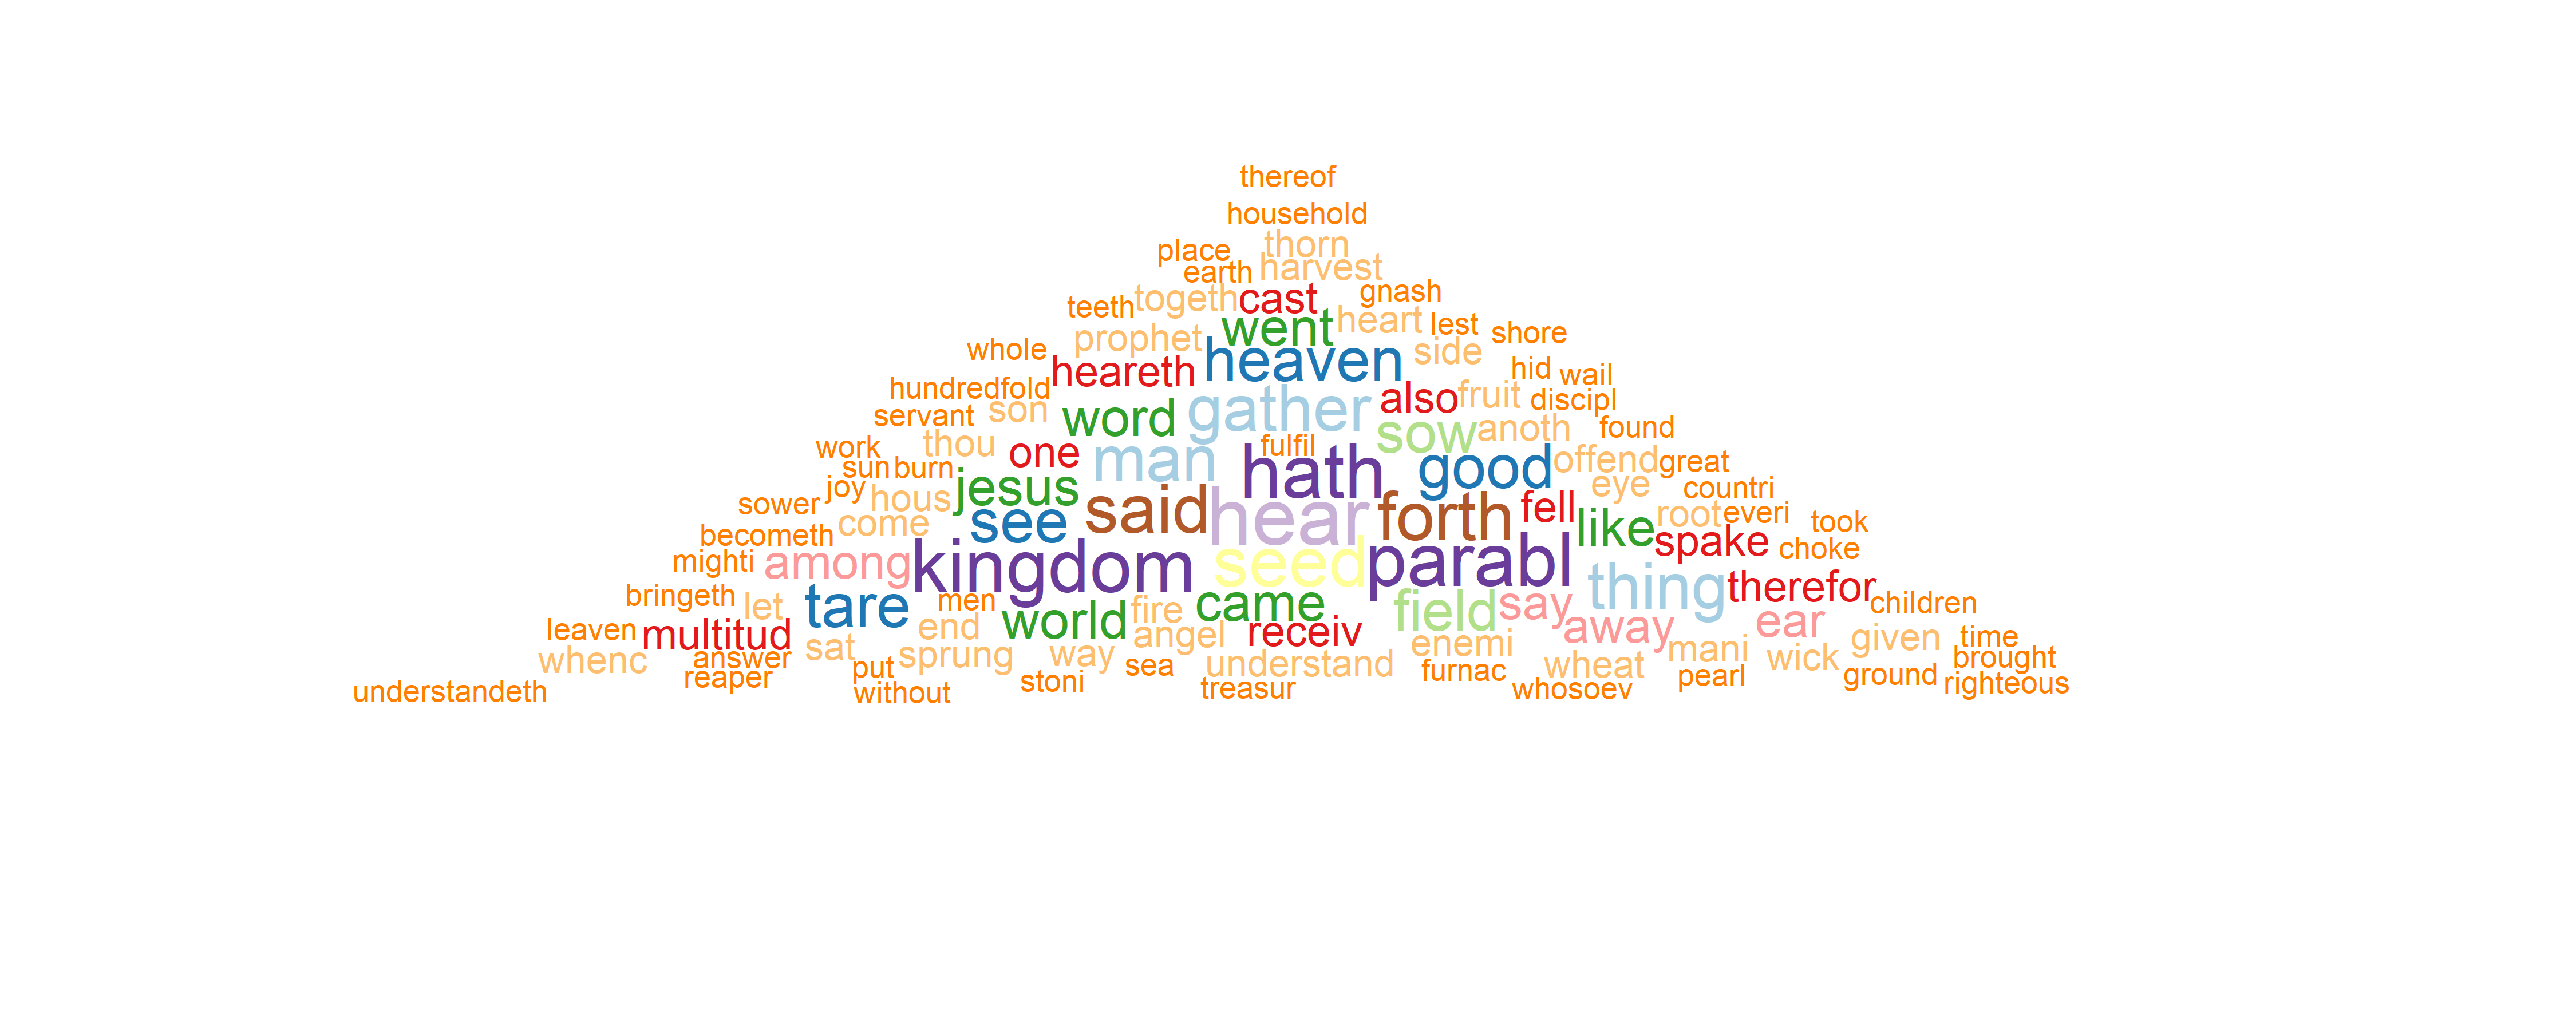 thereof
household
place thorn
earth harvest
teeth togeth cast gnash
prophet went heart lest shore
whole heareth heaven side hid wail
hundredfold gather also fruit discipl
servant son word sow anoth found
work thou one man fulfil good offend great
sun burn hath
joy hous jesus eye countri
sower come see said hear forth fell like root everi took
becometh spake choke
mighti among kingdom seed parabl thing therefor
bringeth let tare men world fire came field say children
leaven multitud end angel receiv away ear given time
whenc answer sat sprung way sea understand enemi wheat mani wick brought
reaper put stoni furnac pearl ground righteous
understandeth without treasur whosoev